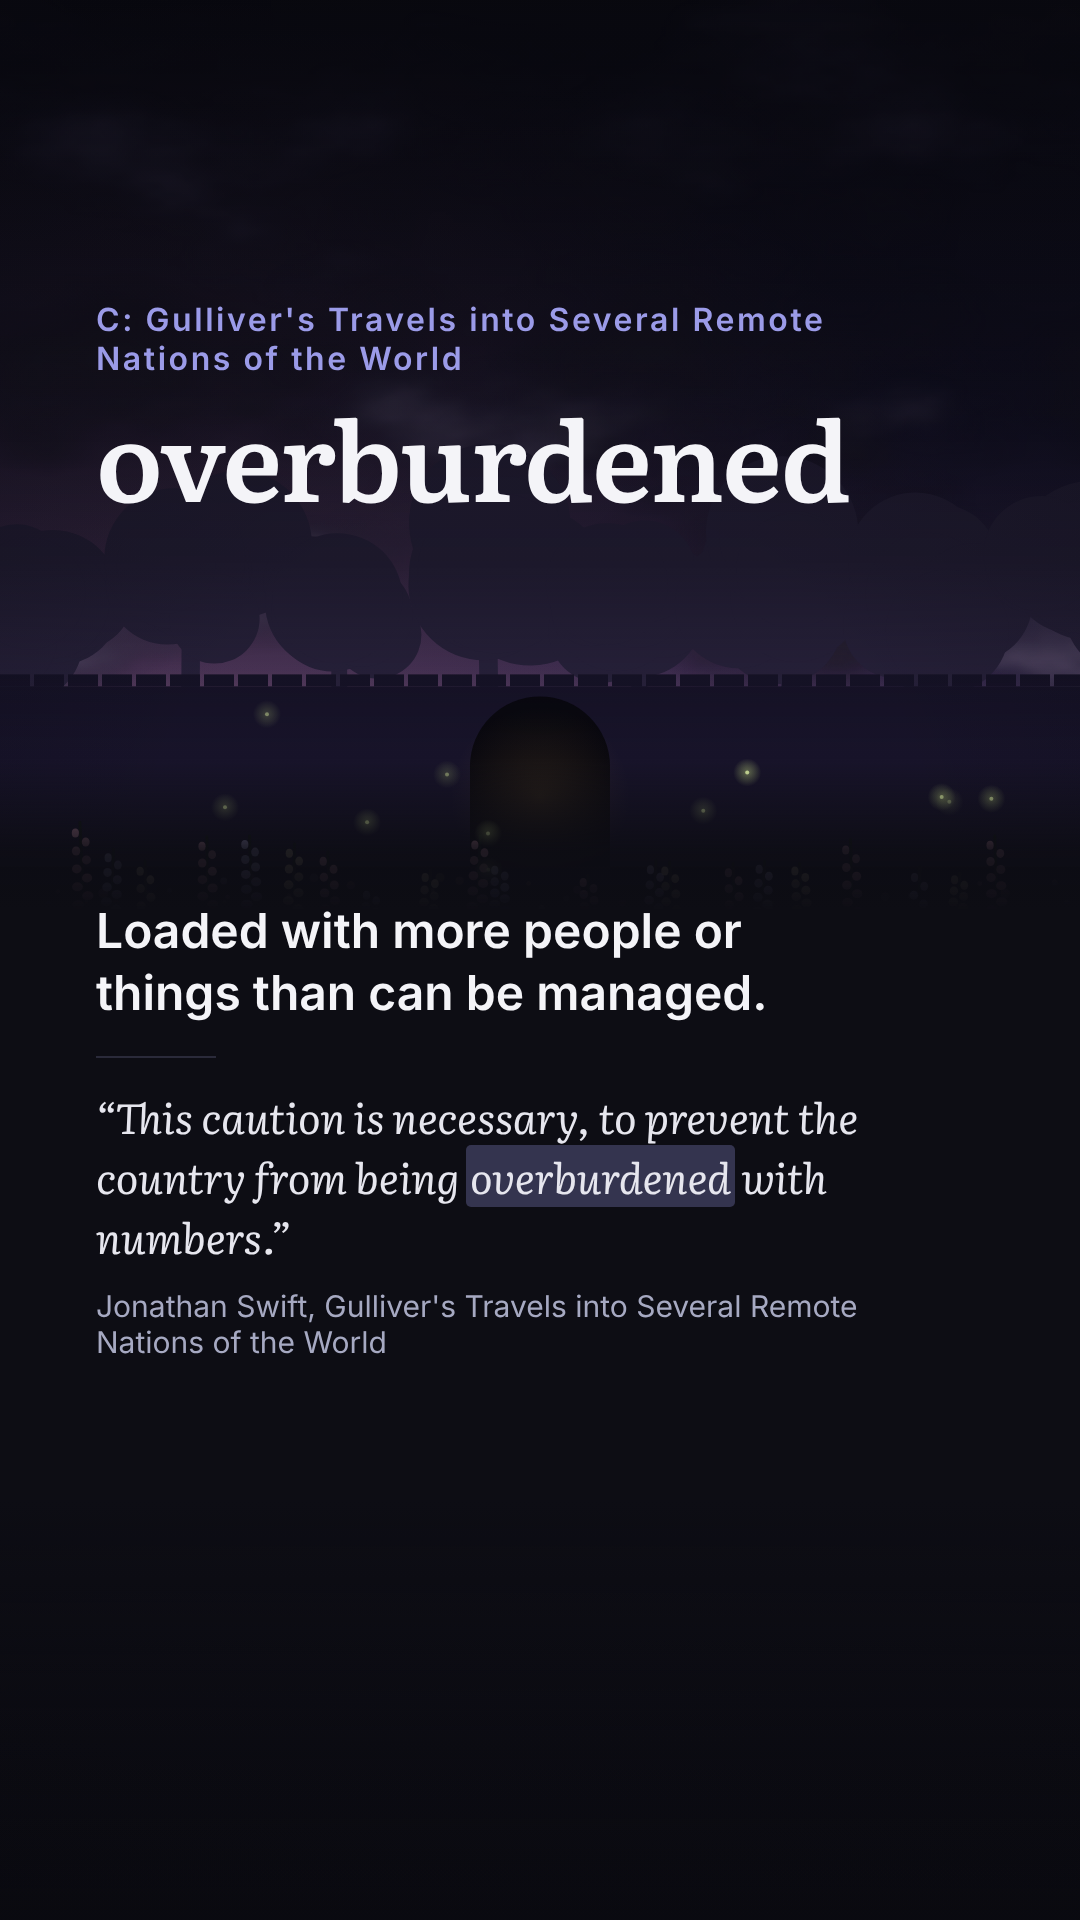 C: Gulliver's Travels into Several Remote
Nations of the World
overburdened
Loaded with more people or
things than can be managed.
“This caution is necessary, to prevent the
country from being overburdened with
numbers.”
Jonathan Swift, Gulliver's Travels into Several Remote
Nations of the World